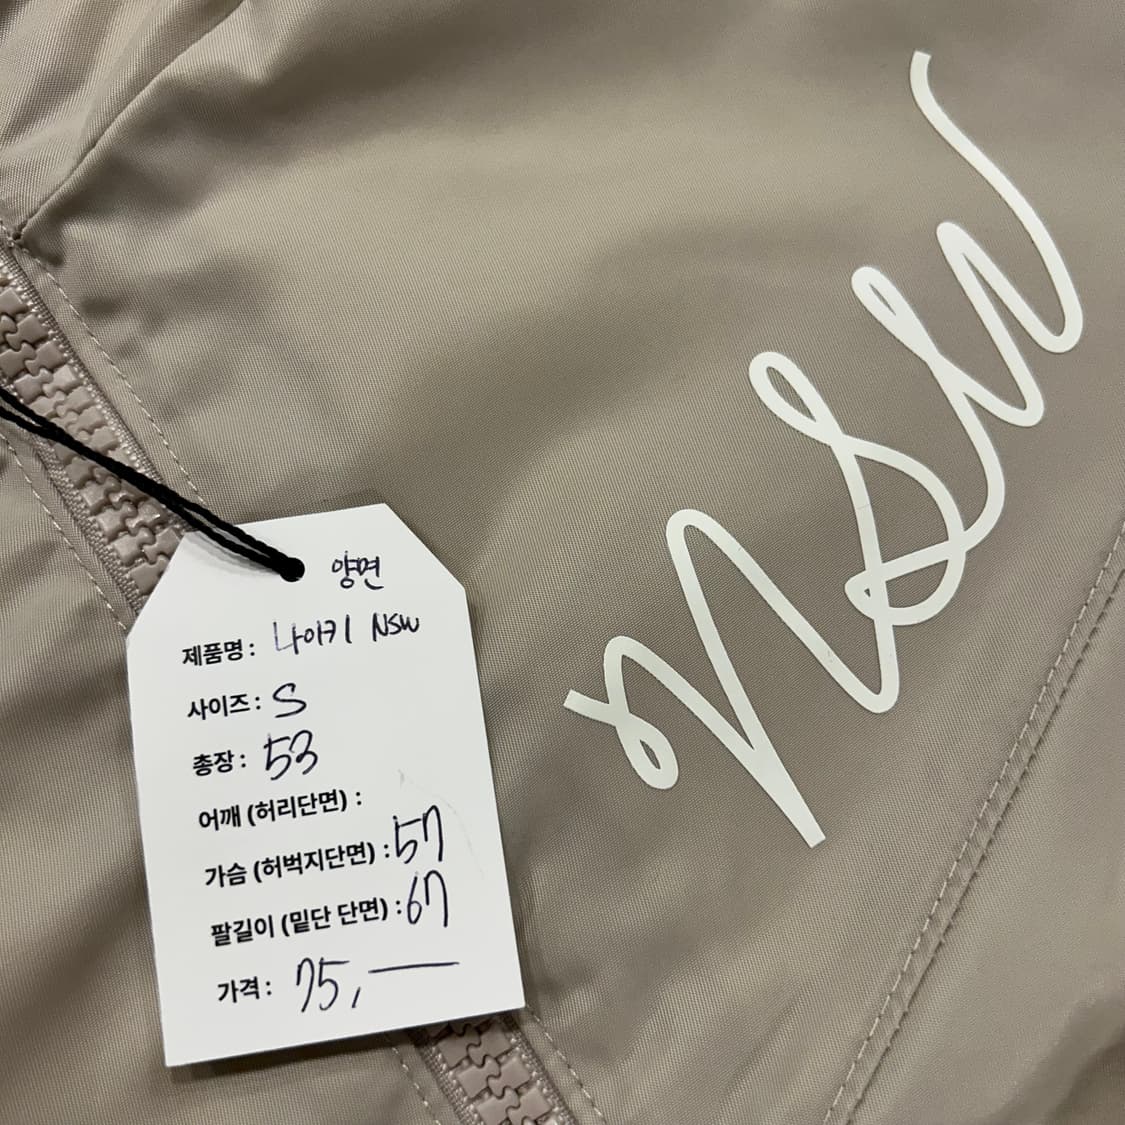 양면
제품명: 나이키 NSW
사이즈: S
총장: 53
어깨 (허리단면) :
가슴 (허벅지단면) : 57
팔길이 (밑단 단면) : 67
가격: 75,—
NSW